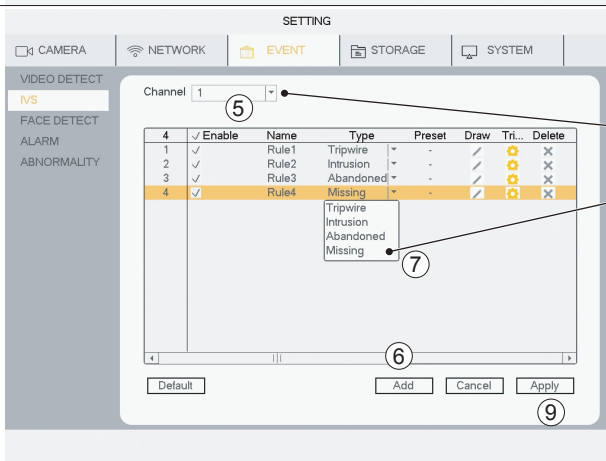 SETTING
CAMERA NETWORK EVENT STORAGE SYSTEM
VIDEO DETECT
IVS
FACE DETECT
ALARM
ABNORMALITY
Channel 1
5
4 Enable Name Type Preset Draw Tri... Delete
1 Rule1 Tripwire -
2 Rule2 Intrusion -
3 Rule3 Abandoned -
4 Rule4 Missing -
Tripwire
Intrusion
Abandoned
Missing
7
6
Default Add Cancel Apply
9